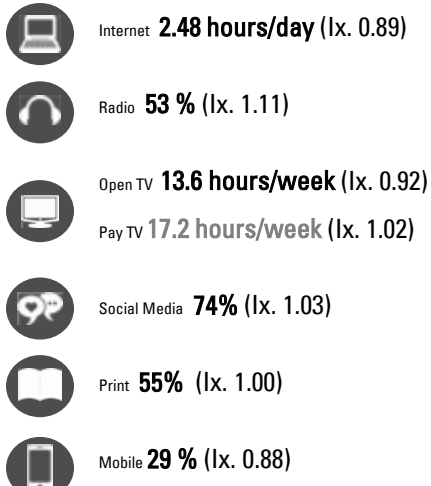 Internet 2.48 hours/day (Ix. 0.89)
Radio 53 % (Ix. 1.11)
Open TV 13.6 hours/week (Ix. 0.92)
Pay TV 17.2 hours/week (Ix. 1.02)
Social Media 74% (Ix. 1.03)
Print 55% (Ix. 1.00)
Mobile 29 % (Ix. 0.88)